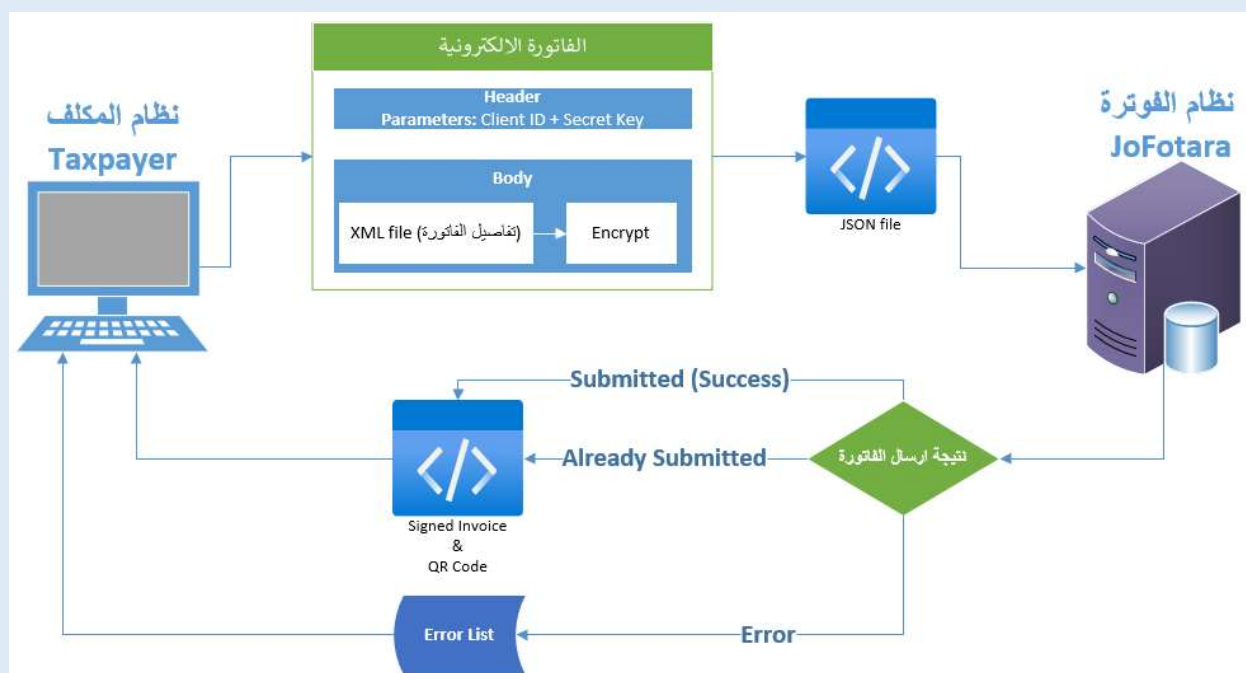 الفاتورة الالكترونية
Header
Parameters: Client ID + Secret Key
Body
XML file (تفاصيل الفاتورة)
Encrypt
نظام المكلف
Taxpayer
JSON file
نظام الفوترة
JoFotara
Submitted (Success)
Already Submitted
نتيجة ارسال الفاتورة
Signed Invoice
&
QR Code
Error List
Error